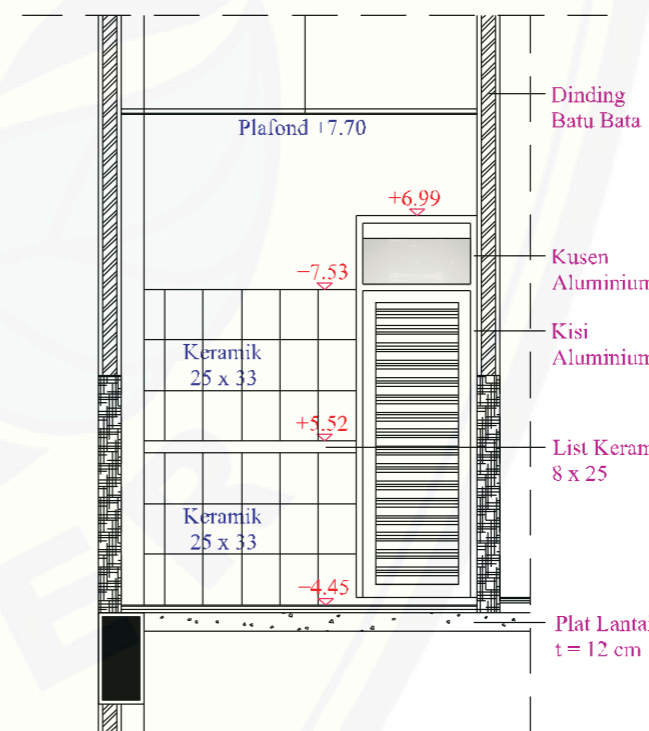 Dinding
Batu Bata
Plafond +7.70
+6.99
Kusen
Aluminium
−7.53
Kisi
Aluminium
Keramik
25 x 33
+5.52
List Keram
8 x 25
Keramik
25 x 33
−4.45
Plat Lantai
t = 12 cm